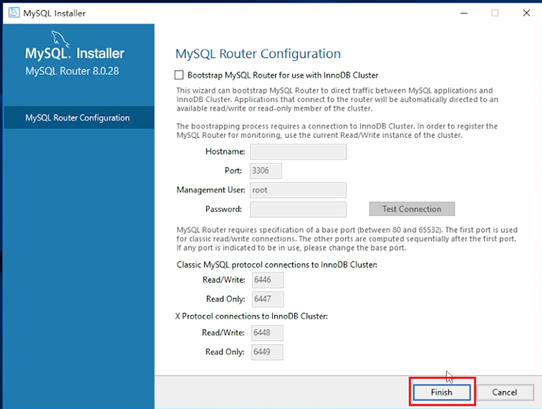 MySQL Installer
MySQL. Installer
MySQL Router 8.0.28
MySQL Router Configuration
MySQL Router Configuration
Bootstrap MySQL Router for use with InnoDB Cluster
This wizard can bootstrap MySQL Router to direct traffic between MySQL applications and
InnoDB Cluster. Applications that connect to the router will be automatically directed to an
available read/write or read-only member of the cluster.
The boostrapping process requires a connection to InnoDB Cluster. In order to register the
MySQL Router for monitoring, use the current Read/Write instance of the cluster.
Hostname:
Port: 3306
Management User: root
Password: Test Connection
MySQL Router requires specification of a base port (between 80 and 65532). The first port is used
for classic read/write connections. The other ports are computed sequentially after the first port.
If any port is indicated to be in use, please change the base port.
Classic MySQL protocol connections to InnoDB Cluster:
Read/Write: 6446
Read Only: 6447
X Protocol connections to InnoDB Cluster:
Read/Write: 6448
Read Only: 6449
Finish Cancel